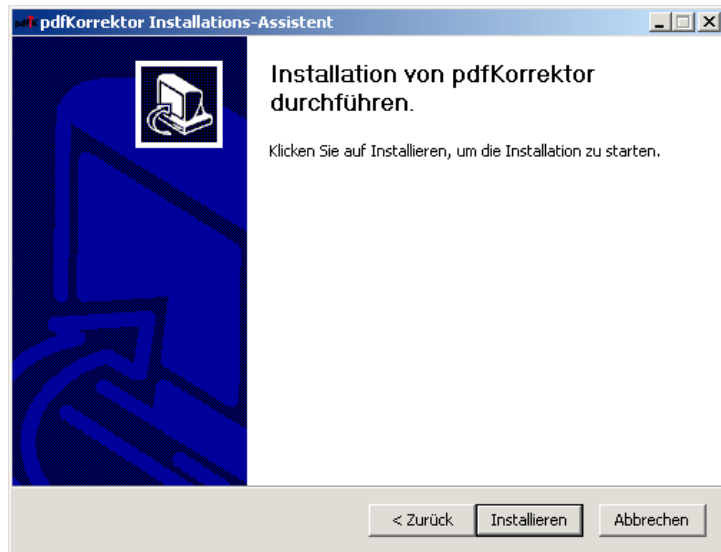 pdfKorrektor Installations-Assistent
Installation von pdfKorrektor
durchführen.
Klicken Sie auf Installieren, um die Installation zu starten.
< Zurück
Installieren
Abbrechen